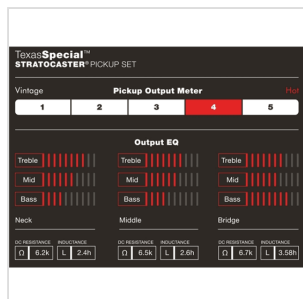 TexasSpecial™
STRATOCASTER® PICKUP SET
Vintage Pickup Output Meter Hot
1 2 3 4 5
Output EQ
Treble Treble Treble
Mid Mid Mid
Bass Bass Bass
Neck Middle Bridge
DC RESISTANCE INDUCTANCE DC RESISTANCE INDUCTANCE DC RESISTANCE INDUCTANCE
Ω 6.2k L 2.4h Ω 6.5k L 2.6h Ω 6.7k L 3.58h